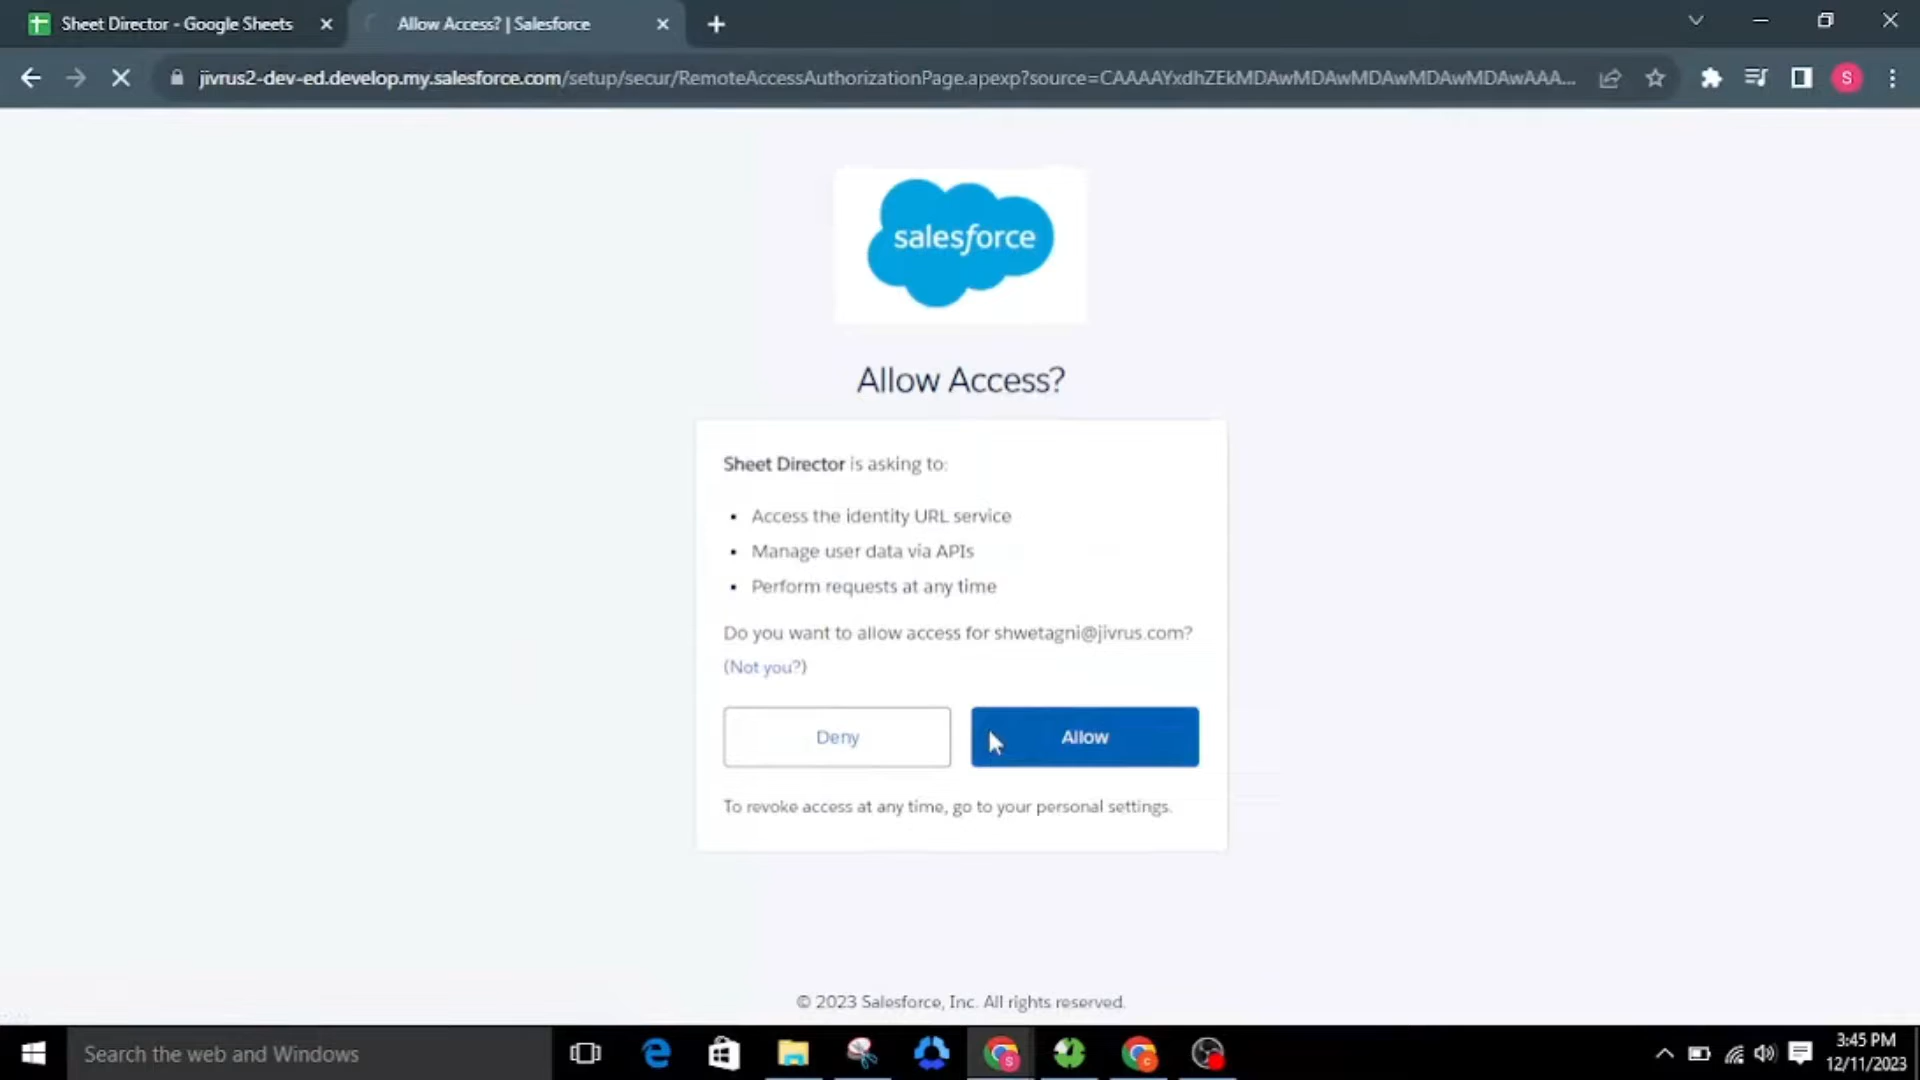 Sheet Director - Google Sheets
Allow Access? | Salesforce
jivrus2-dev-ed.develop.my.salesforce.com/setup/secur/RemoteAccessAuthorizationPage.apexp?source=CAAAAYxdhZEkMDAwMDAwMDAwMDAwMDAwAAA...
S
salesforce
Allow Access?
Sheet Director is asking to:
• Access the identity URL service
• Manage user data via APIs
• Perform requests at any time
Do you want to allow access for shwetagni@jivrus.com?
(Not you?)
Deny
Allow
To revoke access at any time, go to your personal settings.
© 2023 Salesforce, Inc. All rights reserved.
Search the web and Windows
3:45 PM
12/11/2023